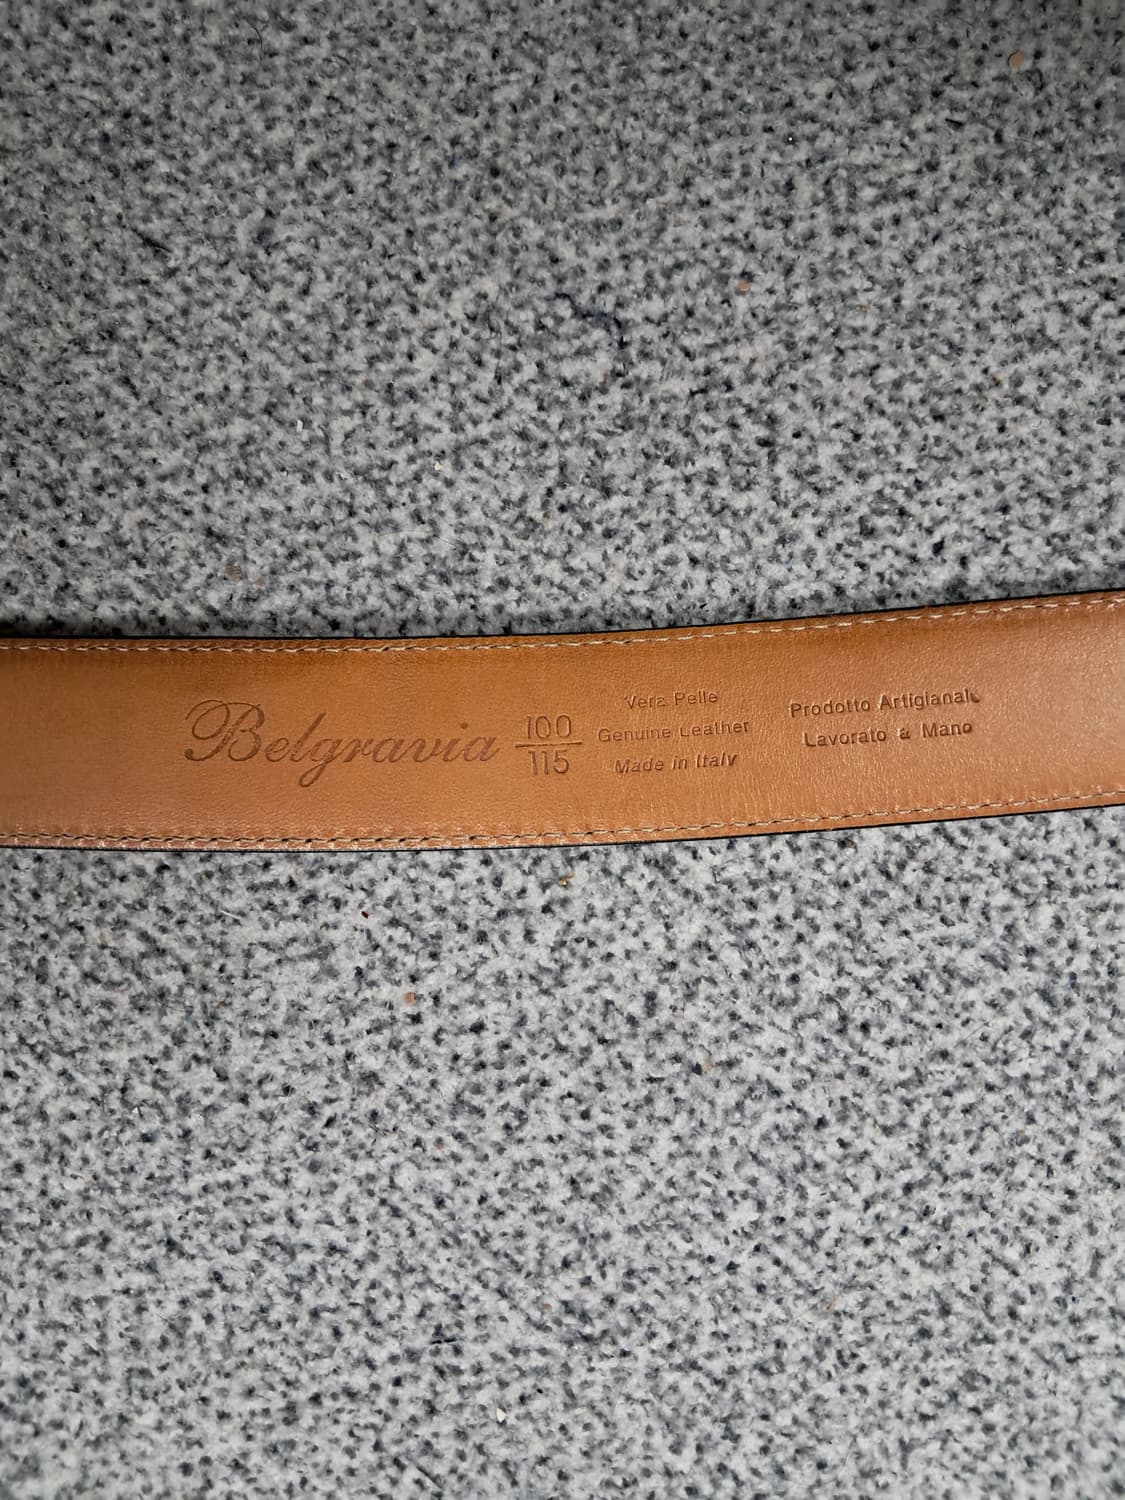 Belgravia
100
115
Vera Pelle
Genuine Leather
Made in Italy
Prodotto Artigianale
Lavorato a Mano